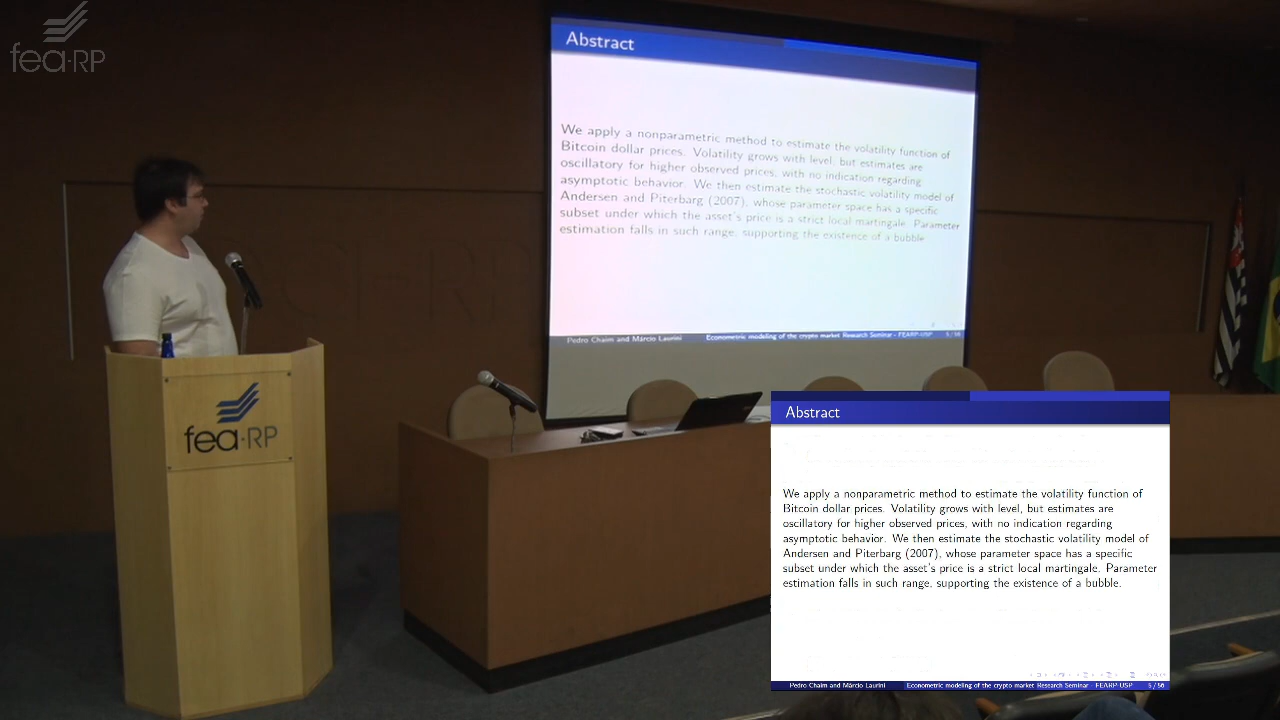 fea-RP
Abstract
We apply a nonparametric method to estimate the volatility function of
Bitcoin dollar prices. Volatility grows with level, but estimates are
oscillatory for higher observed prices, with no indication regarding
asymptotic behavior. We then estimate the stochastic volatility model of
Andersen and Piterbarg (2007), whose parameter space has a specific
subset under which the asset's price is a strict local martingale. Parameter
estimation falls in such range, supporting the existence of a bubble
Pedro Chaim and Márcio Laurini Econometric modeling of the crypto market Research Seminar - FEARP-USP 5 / 56
fea-RP
Abstract
We apply a nonparametric method to estimate the volatility function of
Bitcoin dollar prices. Volatility grows with level, but estimates are
oscillatory for higher observed prices, with no indication regarding
asymptotic behavior. We then estimate the stochastic volatility model of
Andersen and Piterbarg (2007), whose parameter space has a specific
subset under which the asset's price is a strict local martingale. Parameter
estimation falls in such range, supporting the existence of a bubble.
Pedro Chaim and Márcio Laurini Econometric modeling of the crypto market Research Seminar - FEARP-USP 5 / 56